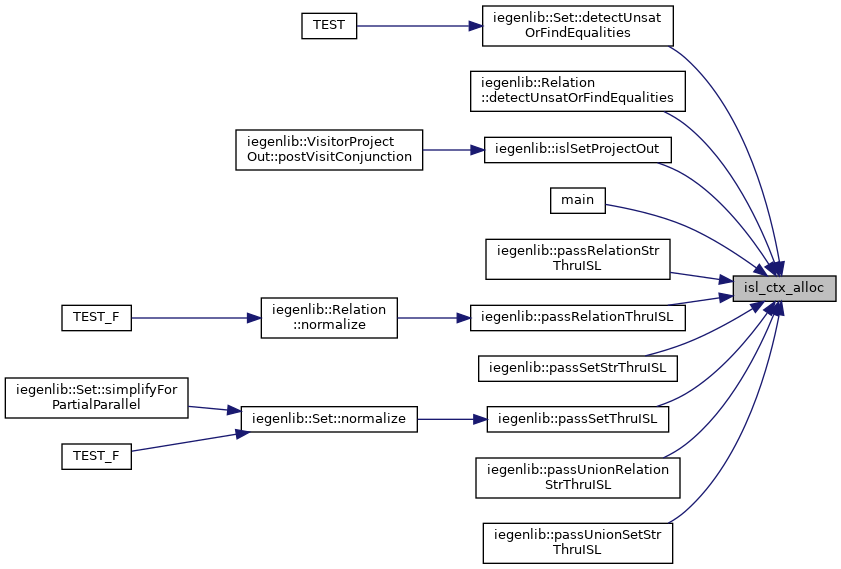 TEST
iegenlib::Set::detectUnsat
OrFindEqualities
iegenlib::Relation
::detectUnsatOrFindEqualities
iegenlib::VisitorProject
Out::postVisitConjunction
iegenlib::islSetProjectOut
main
iegenlib::passRelationStr
ThruISL
isl_ctx_alloc
TEST_F
iegenlib::Relation
::normalize
iegenlib::passRelationThruISL
iegenlib::passSetStrThruISL
iegenlib::Set::simplifyFor
PartialParallel
iegenlib::Set::normalize
iegenlib::passSetThruISL
TEST_F
iegenlib::passUnionRelation
StrThruISL
iegenlib::passUnionSetStr
ThruISL